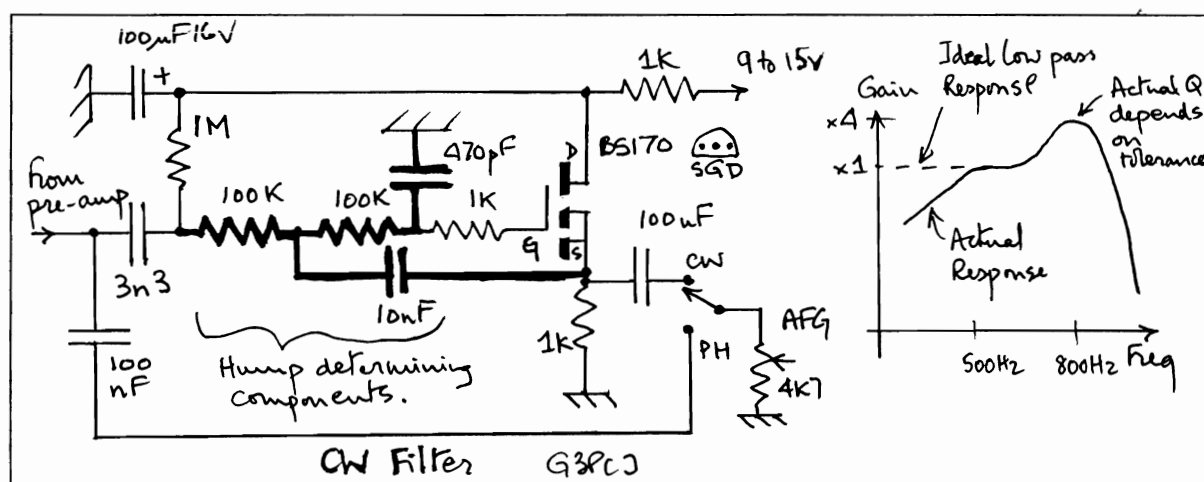 100µF16V
+
1K
9 to 15V
1M
470pF
D
BS170
SGD
from
pre-amp
100K
100K
1K
G
S
100nF
CW
3n3
10nF
1K
PH
AFG
4K7
100
nF
Hump determining
components.
CW Filter
G3PCJ
Ideal low pass
Response
Gain
Actual Q
depends
on
tolerance
x4
x1
Actual
Response
500Hz
800Hz
Freq